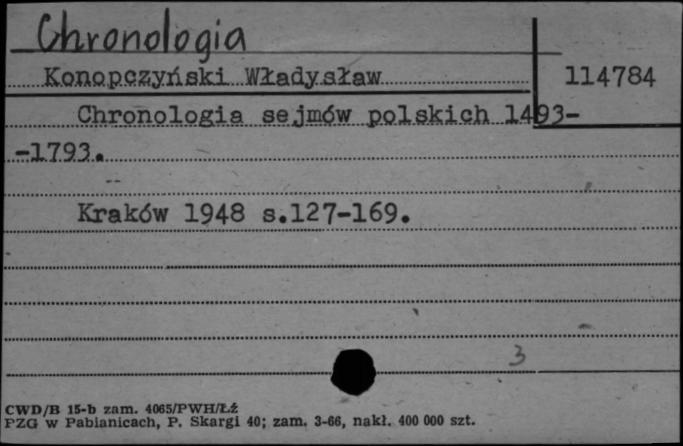 Chronologia
Konopczyński Władysław
114784
Chronologia sejmów polskich 1493-
-1793.
Kraków 1948 s.127-169.
3
CWD/B 15-b zam. 4065/PWH/Łź
PZG w Pabianicach, P. Skargi 40; zam. 3-66, nakł. 400 000 szt.